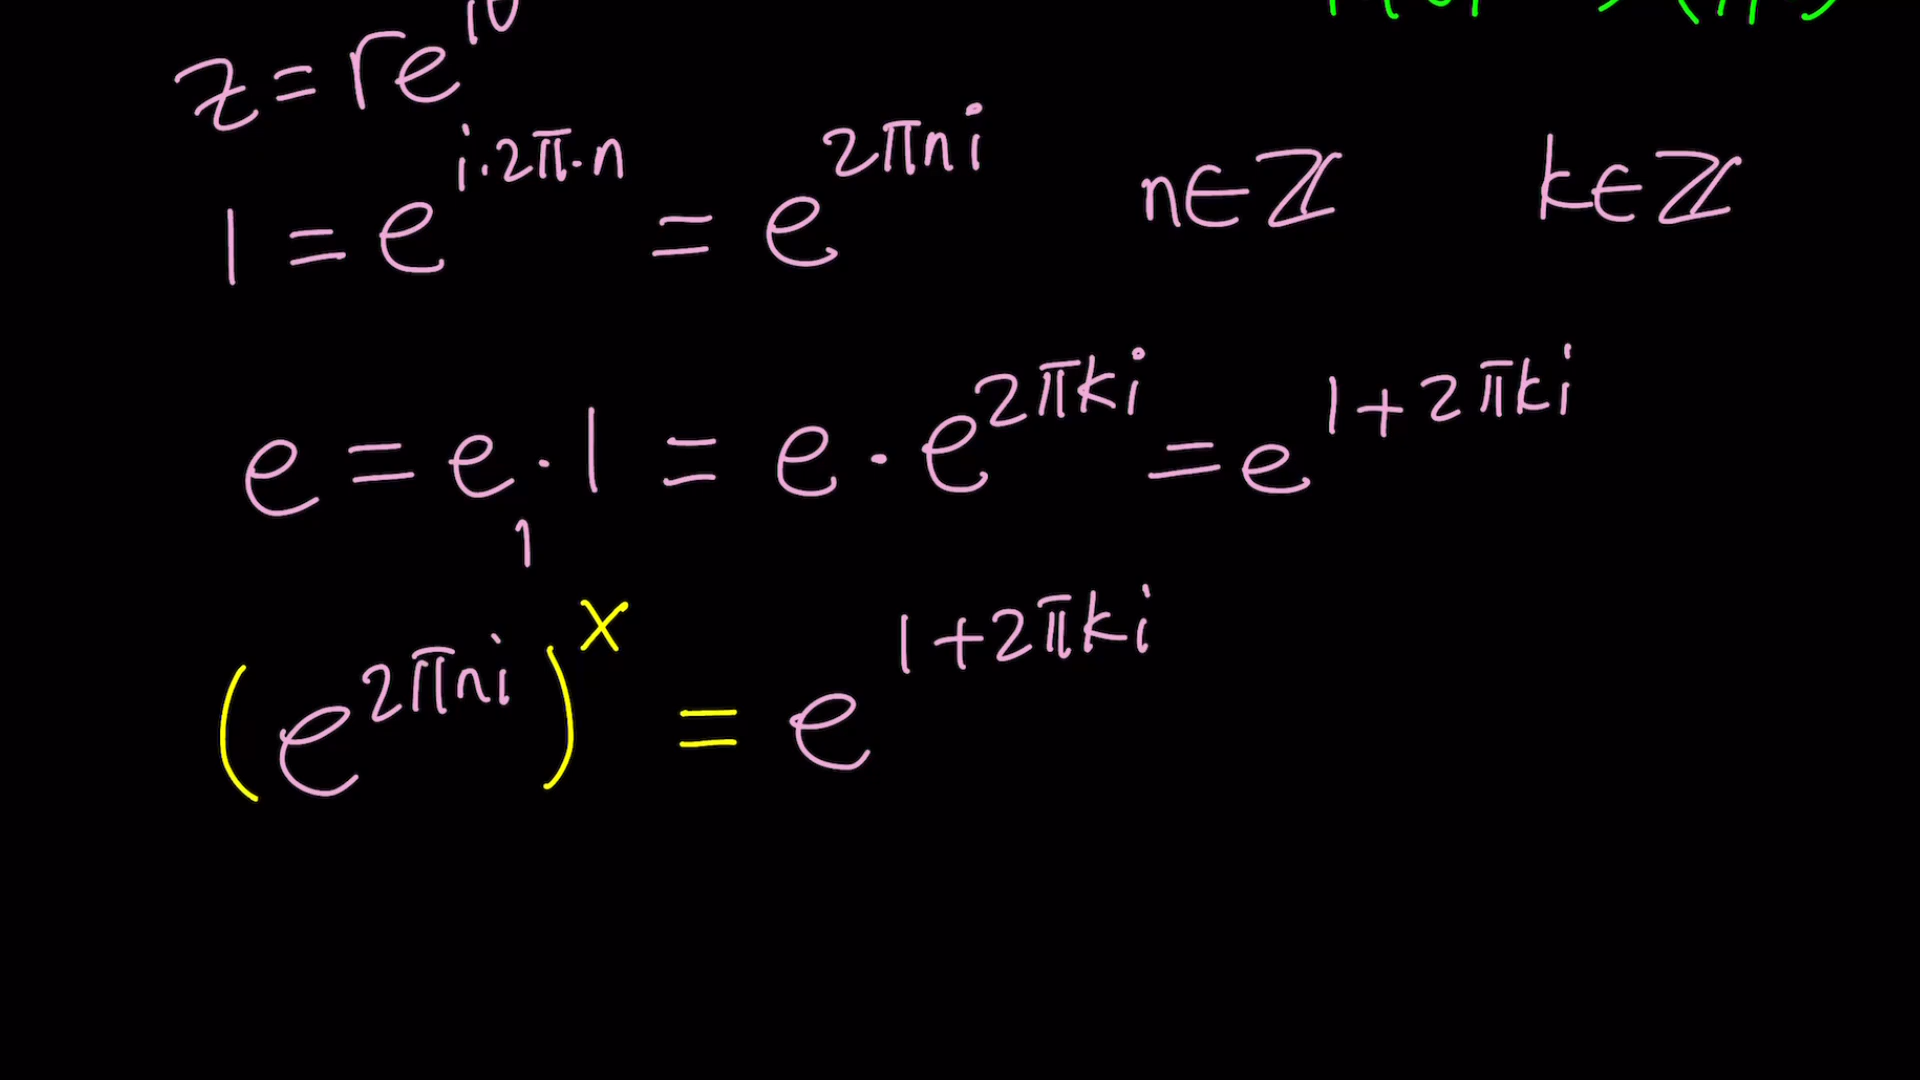 z = re^iθ
1 = e^i·2π·n = e^2πni n∈ℤ k∈ℤ
e = e·1 = e · e^2πki = e^1+2πki
1
(e^2πni)^x = e^1+2πki